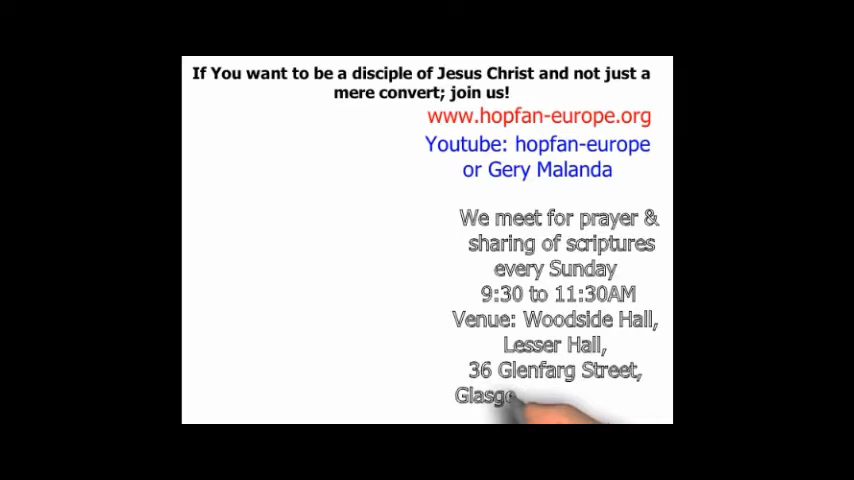 If You want to be a disciple of Jesus Christ and not just a
mere convert; join us!
www.hopfan-europe.org
Youtube: hopfan-europe
or Gery Malanda
We meet for prayer &
sharing of scriptures
every Sunday
9:30 to 11:30AM
Venue: Woodside Hall,
Lesser Hall,
36 Glenfarg Street,
Glasgo